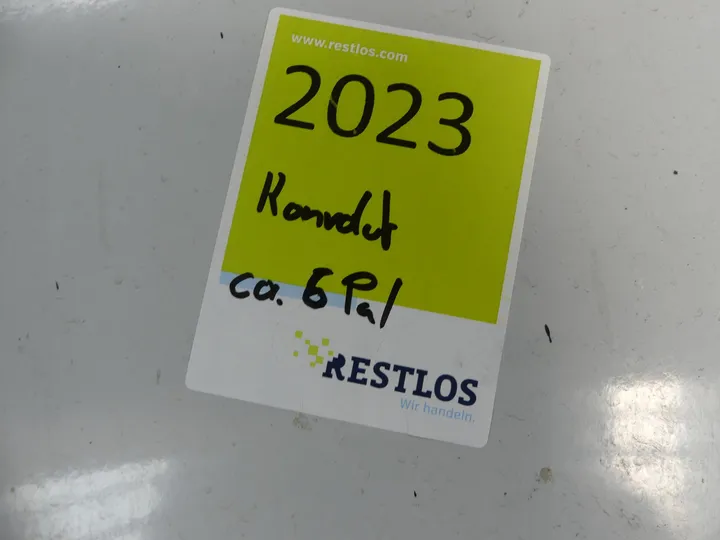 www.restlos.com
2023
Konvolut
ca. 6 Pal
RESTLOS
Wir handeln.